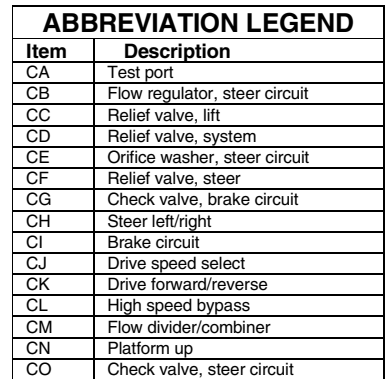 ABBREVIATION LEGEND
Item Description
CA Test port
CB Flow regulator, steer circuit
CC Relief valve, lift
CD Relief valve, system
CE Orifice washer, steer circuit
CF Relief valve, steer
CG Check valve, brake circuit
CH Steer left/right
CI Brake circuit
CJ Drive speed select
CK Drive forward/reverse
CL High speed bypass
CM Flow divider/combiner
CN Platform up
CO Check valve, steer circuit